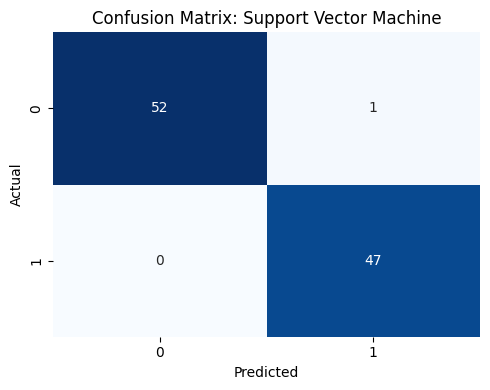 Confusion Matrix: Support Vector Machine
0
52
1
Actual
1
0
47
0
1
Predicted